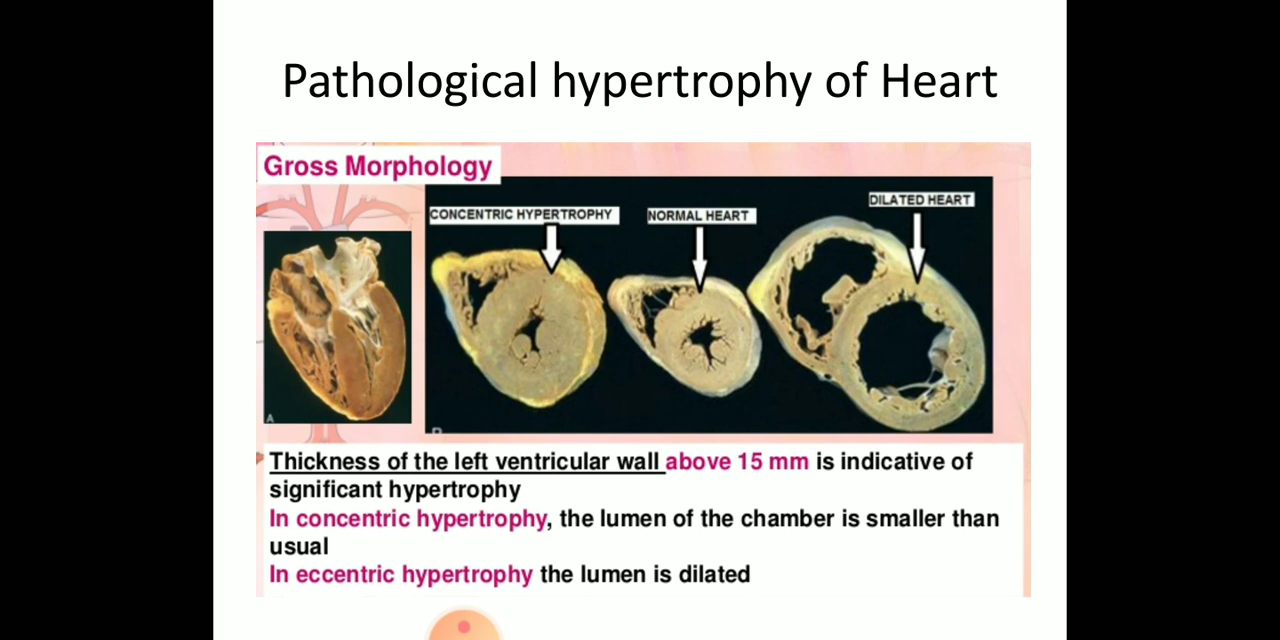 Pathological hypertrophy of Heart
Gross Morphology
CONCENTRIC HYPERTROPHY
NORMAL HEART
DILATED HEART
A
Thickness of the left ventricular wall above 15 mm is indicative of
significant hypertrophy
In concentric hypertrophy, the lumen of the chamber is smaller than
usual
In eccentric hypertrophy the lumen is dilated